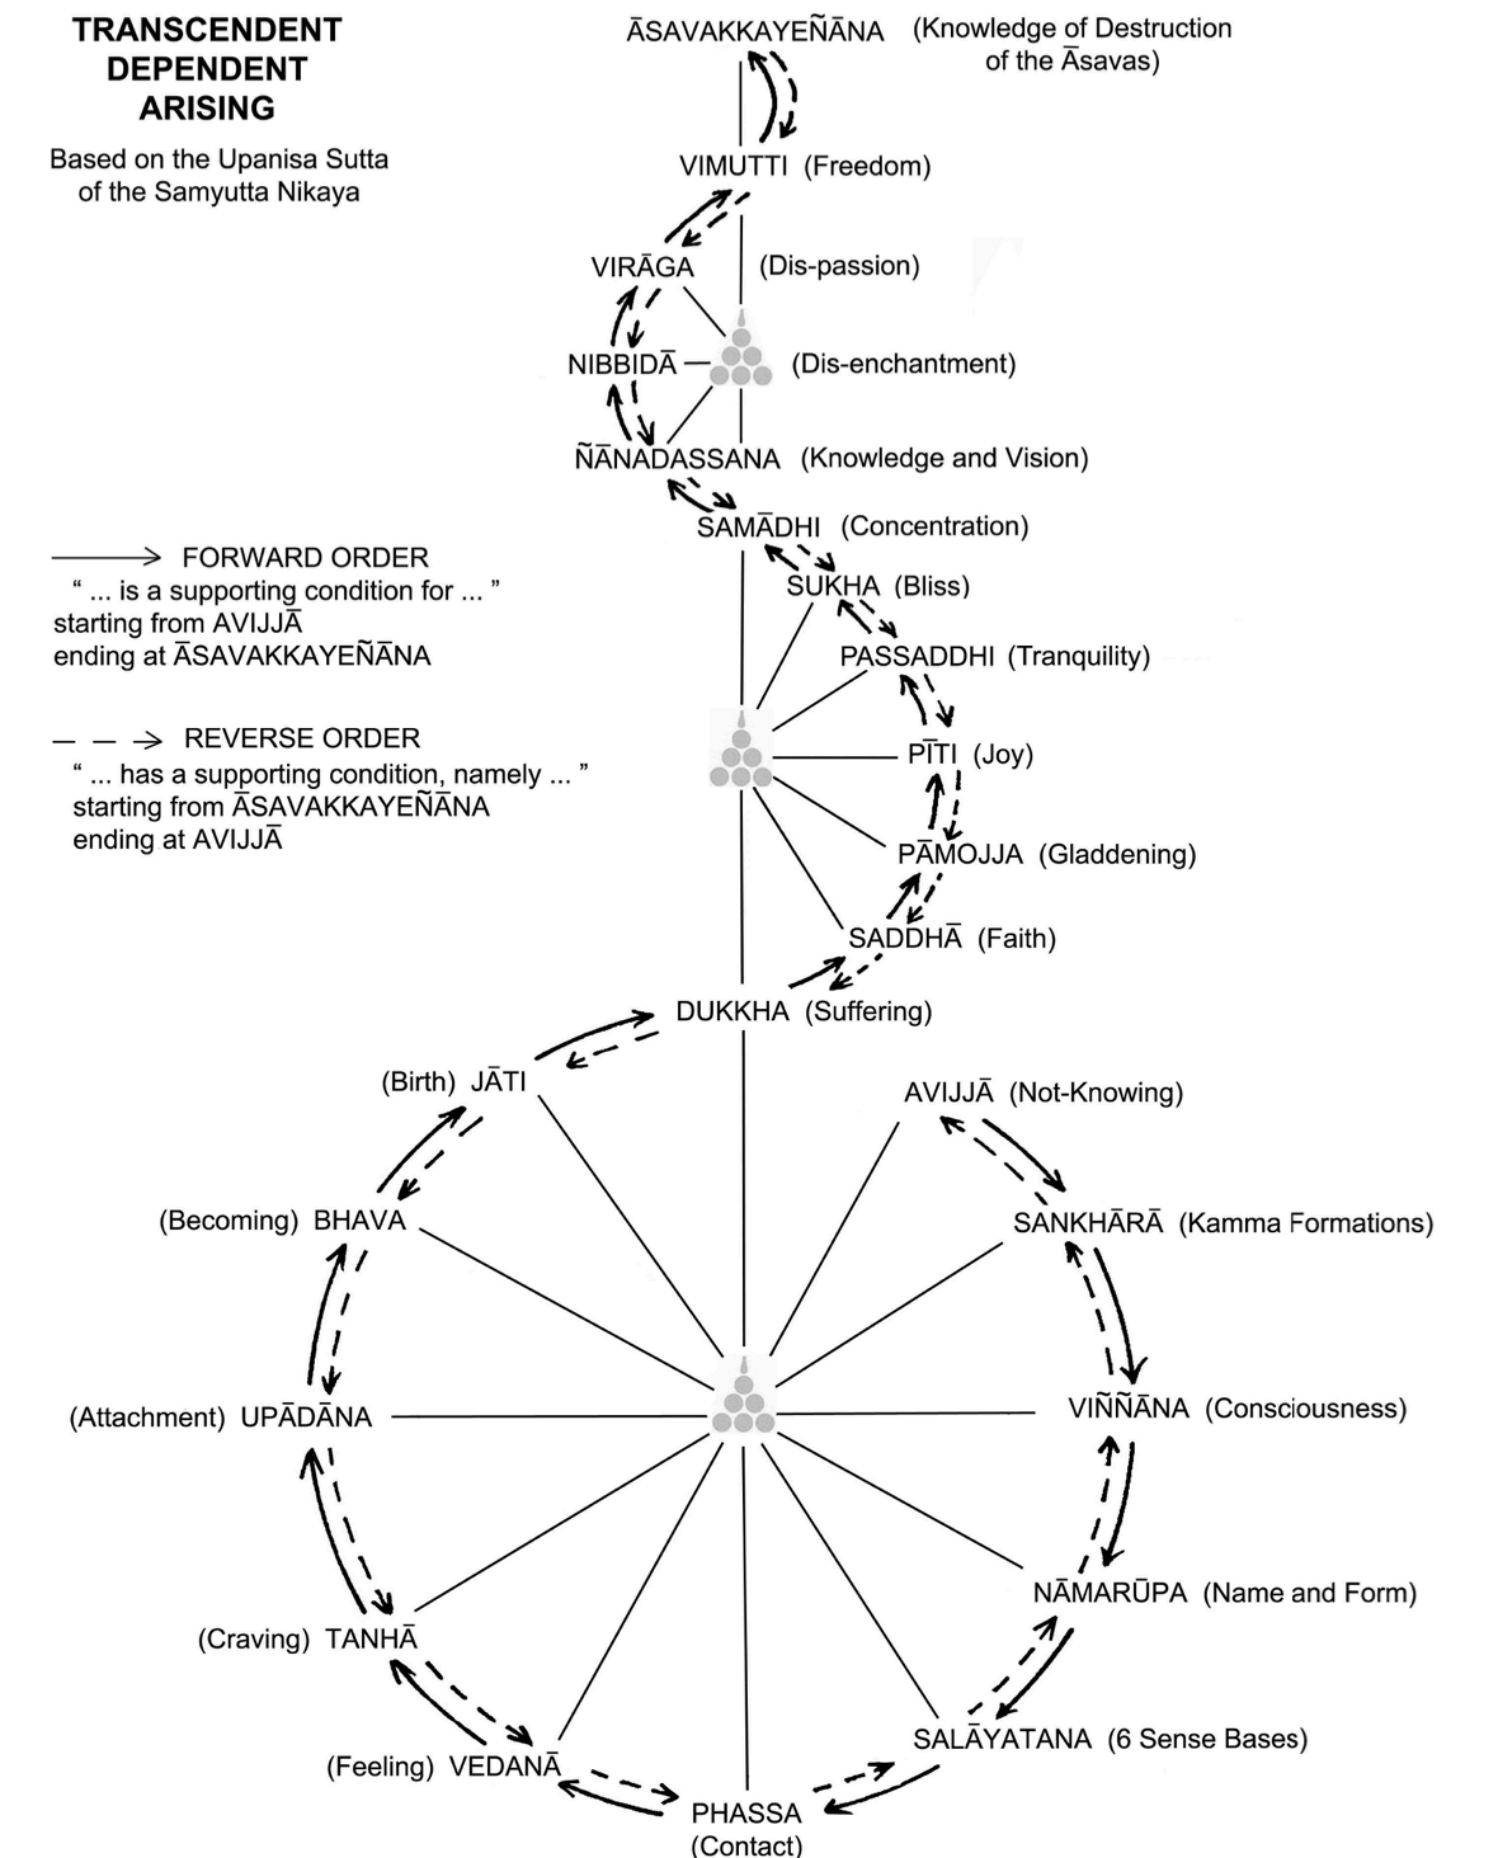 TRANSCENDENT
DEPENDENT
ARISING
Based on the Upanisa Sutta
of the Samyutta Nikaya
ĀSAVAKKAYEÑĀNA (Knowledge of Destruction
of the Āsavas)
VIMUTTI (Freedom)
VIRĀGA (Dis-passion)
NIBBIDĀ (Dis-enchantment)
ÑĀNADASSANA (Knowledge and Vision)
SAMĀDHI (Concentration)
SUKHA (Bliss)
PASSADDHI (Tranquility)
PĪTI (Joy)
PĀMOJJA (Gladdening)
SADDHĀ (Faith)
FORWARD ORDER
“ ... is a supporting condition for ... ”
starting from AVIJJĀ
ending at ĀSAVAKKAYEÑĀNA
REVERSE ORDER
“ ... has a supporting condition, namely ... ”
starting from ĀSAVAKKAYEÑĀNA
ending at AVIJJĀ
DUKKHA (Suffering)
(Birth) JĀTI
AVIJJĀ (Not-Knowing)
(Becoming) BHAVA
SANKHĀRĀ (Kamma Formations)
(Attachment) UPĀDĀNA
VIÑÑĀNA (Consciousness)
NĀMARŪPA (Name and Form)
(Craving) TANHĀ
SALĀYATANA (6 Sense Bases)
(Feeling) VEDANĀ
PHASSA
(Contact)